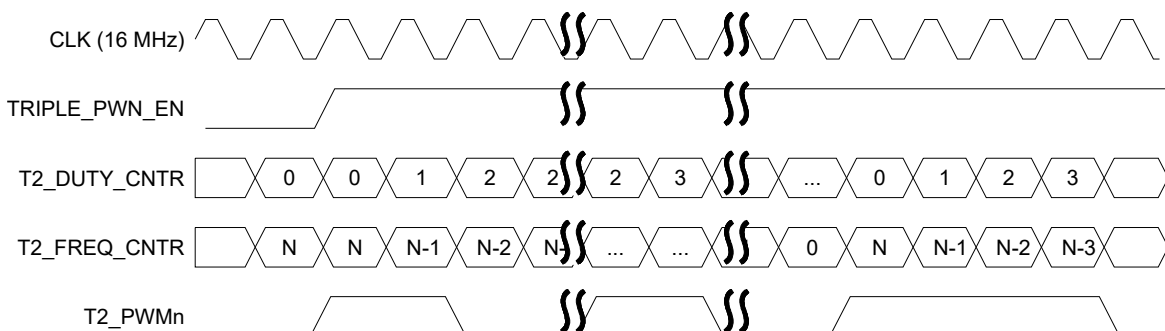 CLK (16 MHz)
TRIPLE_PWN_EN
T2_DUTY_CNTR 0 0 1 2 2 2 3 ... 0 1 2 3
T2_FREQ_CNTR N N N-1 N-2 N- ... ... 0 N N-1 N-2 N-3
T2_PWMn